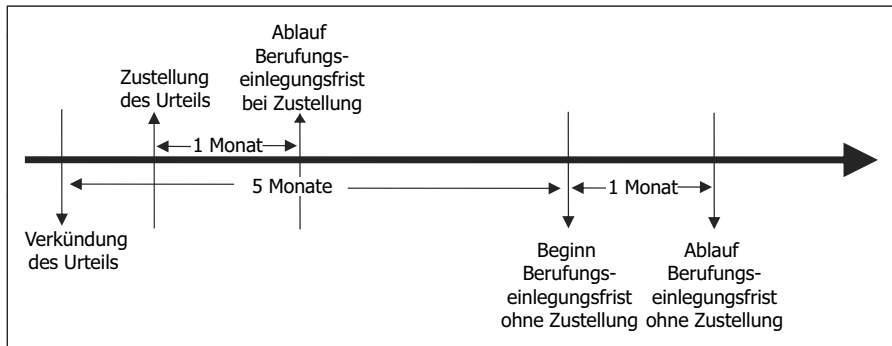 Zustellung
des Urteils
Ablauf
Berufungs-
einlegungsfrist
bei Zustellung
1 Monat
5 Monate
1 Monat
Verkündung
des Urteils
Beginn
Berufungs-
einlegungsfrist
ohne Zustellung
Ablauf
Berufungs-
einlegungsfrist
ohne Zustellung